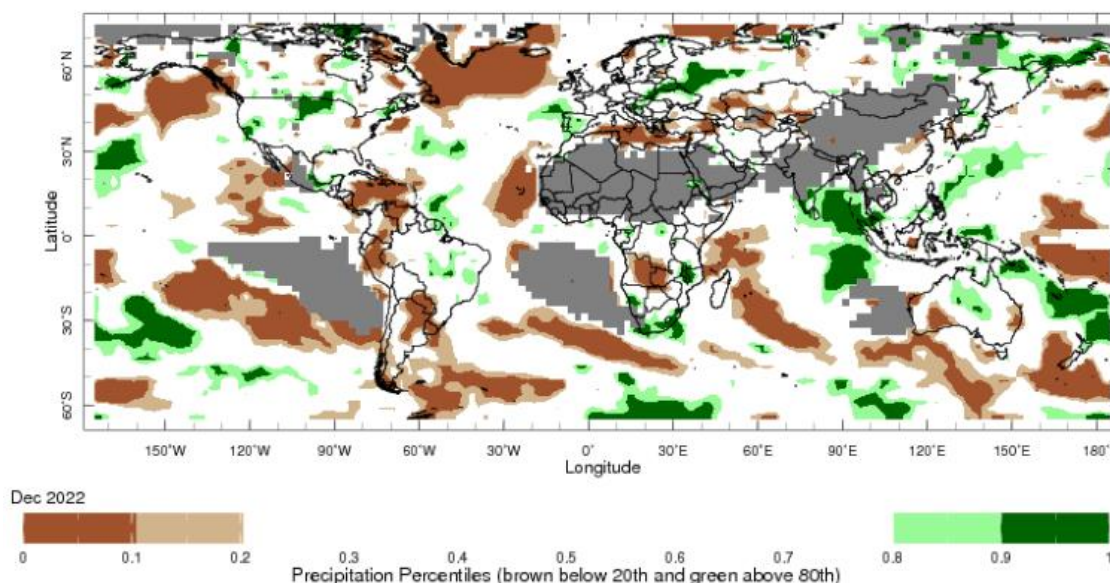 60°N
30°N
0°
30°S
60°S
Latitude
150°W 120°W 90°W 60°W 30°W 0° 30°E 60°E 90°E 120°E 150°E 180°
Longitude
Dec 2022
0 0.1 0.2 0.3 0.4 0.5 0.6 0.7 0.8 0.9 1
Precipitation Percentiles (brown below 20th and green above 80th)